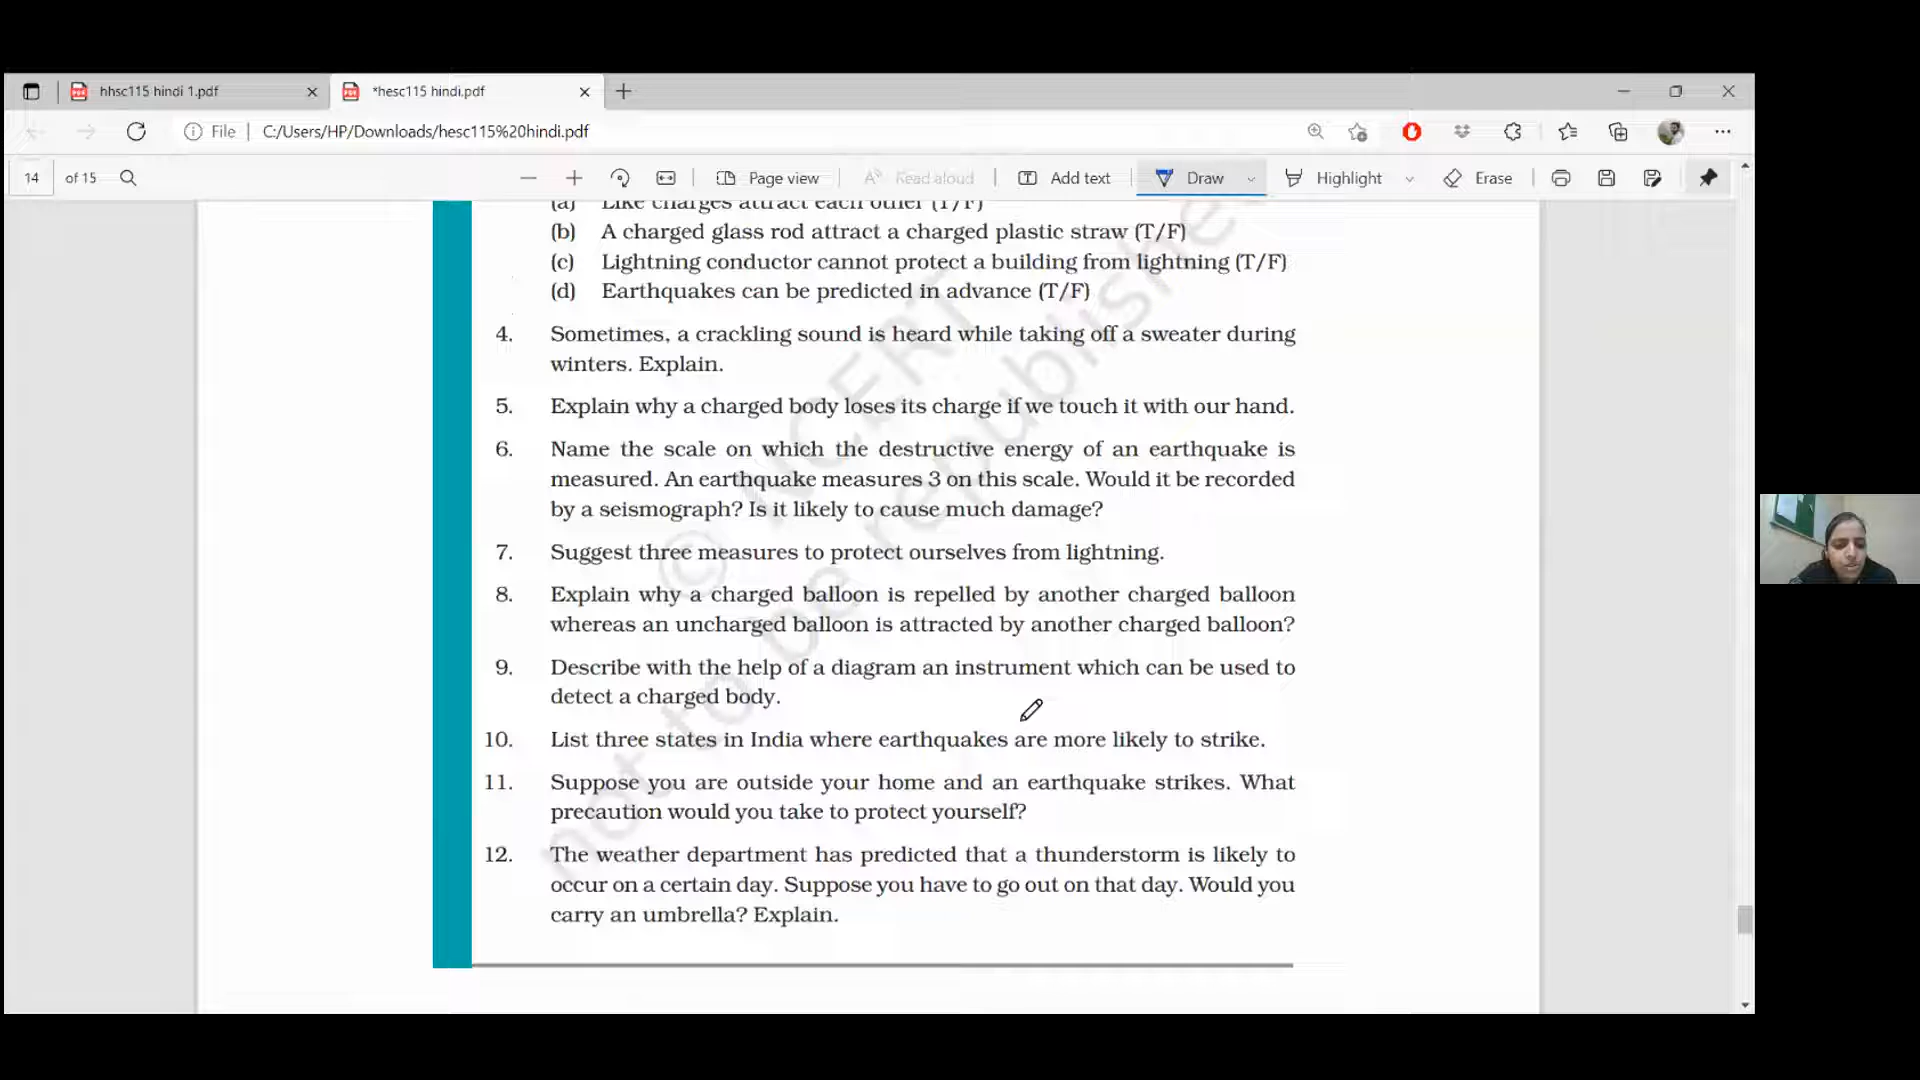 hhsc115 hindi 1.pdf
*hesc115 hindi.pdf
File
C:/Users/HP/Downloads/hesc115%20hindi.pdf
14 of 15
Page view
Read aloud
Add text
Draw
Highlight
Erase
(a) Like charges attract each other (T/F)
(b) A charged glass rod attract a charged plastic straw (T/F)
(c) Lightning conductor cannot protect a building from lightning (T/F)
(d) Earthquakes can be predicted in advance (T/F)
4. Sometimes, a crackling sound is heard while taking off a sweater during
winters. Explain.
5. Explain why a charged body loses its charge if we touch it with our hand.
6. Name the scale on which the destructive energy of an earthquake is
measured. An earthquake measures 3 on this scale. Would it be recorded
by a seismograph? Is it likely to cause much damage?
7. Suggest three measures to protect ourselves from lightning.
8. Explain why a charged balloon is repelled by another charged balloon
whereas an uncharged balloon is attracted by another charged balloon?
9. Describe with the help of a diagram an instrument which can be used to
detect a charged body.
10. List three states in India where earthquakes are more likely to strike.
11. Suppose you are outside your home and an earthquake strikes. What
precaution would you take to protect yourself?
12. The weather department has predicted that a thunderstorm is likely to
occur on a certain day. Suppose you have to go out on that day. Would you
carry an umbrella? Explain.
© NCERT
not to be republished